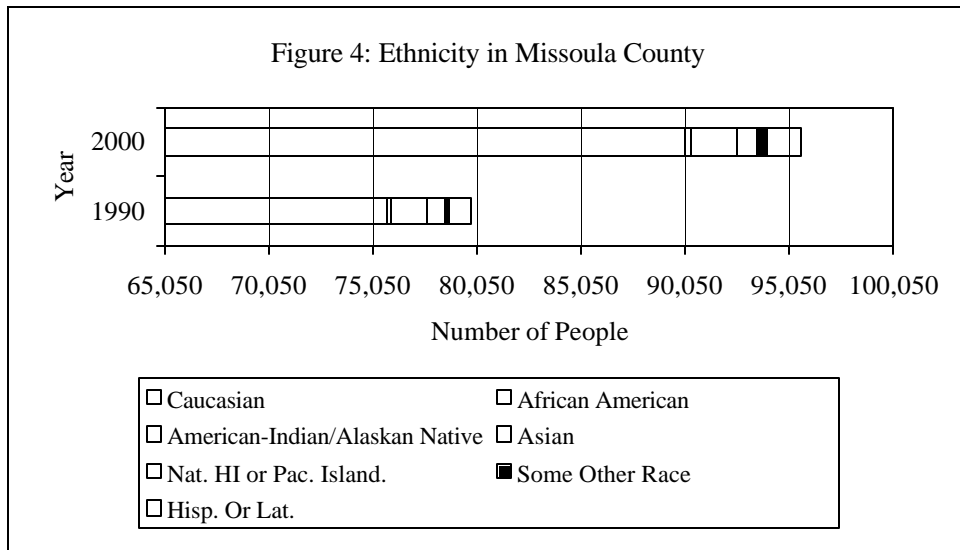 Figure 4: Ethnicity in Missoula County
Year
2000
1990
65,050 70,050 75,050 80,050 85,050 90,050 95,050 100,050
Number of People
Caucasian African American
American-Indian/Alaskan Native Asian
Nat. HI or Pac. Island. Some Other Race
Hisp. Or Lat.